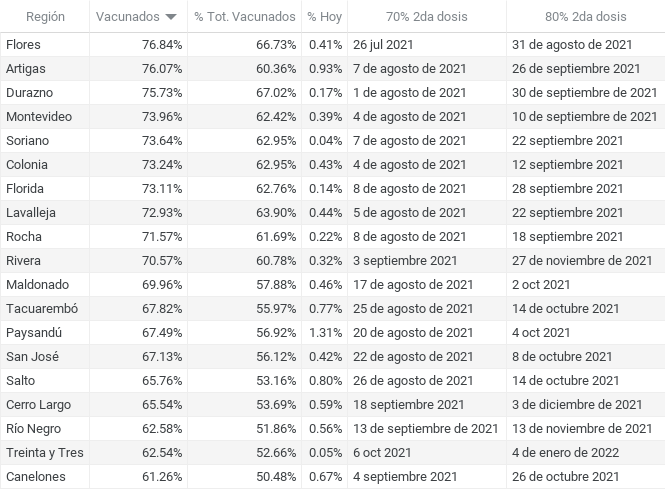 Región Vacunados % Tot. Vacunados % Hoy 70% 2da dosis 80% 2da dosis
Flores 76.84% 66.73% 0.41% 26 jul 2021 31 de agosto de 2021
Artigas 76.07% 60.36% 0.93% 7 de agosto de 2021 26 de septiembre de 2021
Durazno 75.73% 67.02% 0.17% 1 de agosto de 2021 30 de septiembre de 2021
Montevideo 73.96% 62.42% 0.39% 4 de agosto de 2021 10 de septiembre de 2021
Soriano 73.64% 62.95% 0.04% 7 de agosto de 2021 22 septiembre 2021
Colonia 73.24% 62.95% 0.43% 4 de agosto de 2021 12 septiembre 2021
Florida 73.11% 62.76% 0.14% 8 de agosto de 2021 28 septiembre 2021
Lavalleja 72.93% 63.90% 0.44% 5 de agosto de 2021 22 septiembre 2021
Rocha 71.57% 61.69% 0.22% 8 de agosto de 2021 18 septiembre 2021
Rivera 70.57% 60.78% 0.32% 3 septiembre 2021 27 de noviembre de 2021
Maldonado 69.96% 57.88% 0.46% 17 de agosto de 2021 2 oct 2021
Tacuarembó 67.82% 55.97% 0.77% 25 de agosto de 2021 14 de octubre de 2021
Paysandú 67.49% 56.92% 1.31% 20 de agosto de 2021 4 oct 2021
San José 67.13% 56.12% 0.42% 22 de agosto de 2021 8 de octubre de 2021
Salto 65.76% 53.16% 0.80% 26 de agosto de 2021 14 de octubre de 2021
Cerro Largo 65.54% 53.69% 0.59% 18 septiembre 2021 3 de diciembre de 2021
Río Negro 62.58% 51.86% 0.56% 13 de septiembre de 2021 13 de noviembre de 2021
Treinta y Tres 62.54% 52.66% 0.05% 6 oct 2021 4 de enero de 2022
Canelones 61.26% 50.48% 0.67% 4 septiembre 2021 26 de octubre de 2021